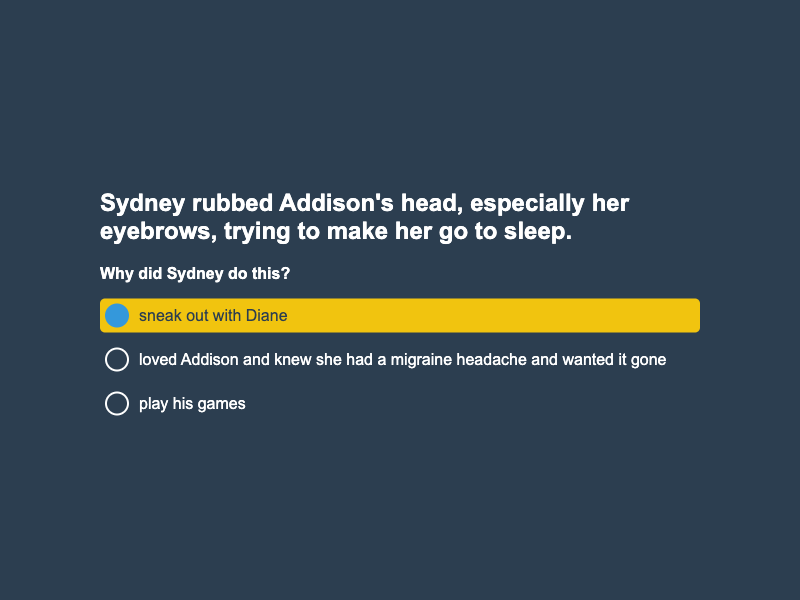 Sydney rubbed Addison's head, especially her
eyebrows, trying to make her go to sleep.
Why did Sydney do this?
sneak out with Diane
loved Addison and knew she had a migraine headache and wanted it gone
play his games